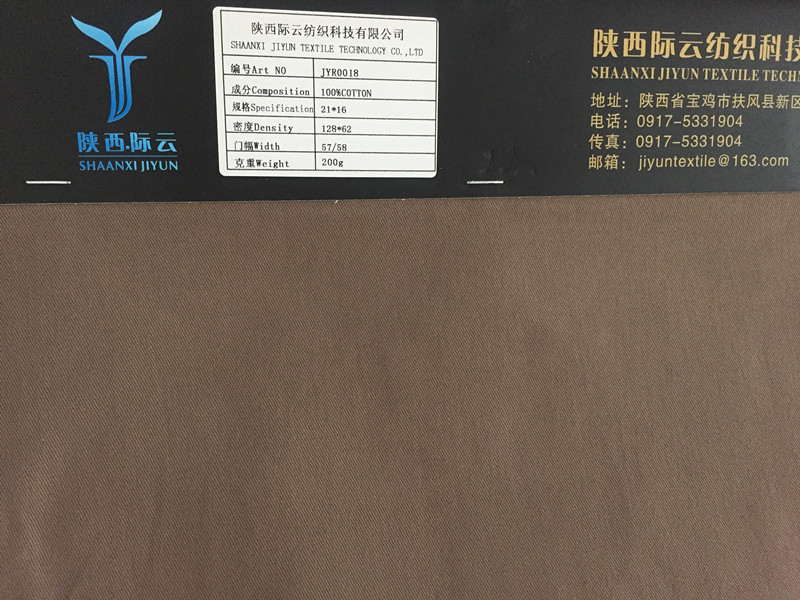 陕西·际云
SHAANXI JIYUN
陕西际云纺织科技有限公司
SHAANXI JIYUN TEXTILE TECHNOLOGY CO.,LTD
编号Art NO JYR0018
成分Composition 100%COTTON
规格Specification 21*16
密度Density 128*62
门幅Width 57/58
克重Weight 200g
陕西际云纺织科技
SHAANXI JIYUN TEXTILE TECHN
地址：陕西省宝鸡市扶风县新区
电话：0917-5331904
传真：0917-5331904
邮箱：jiyuntextile@163.com